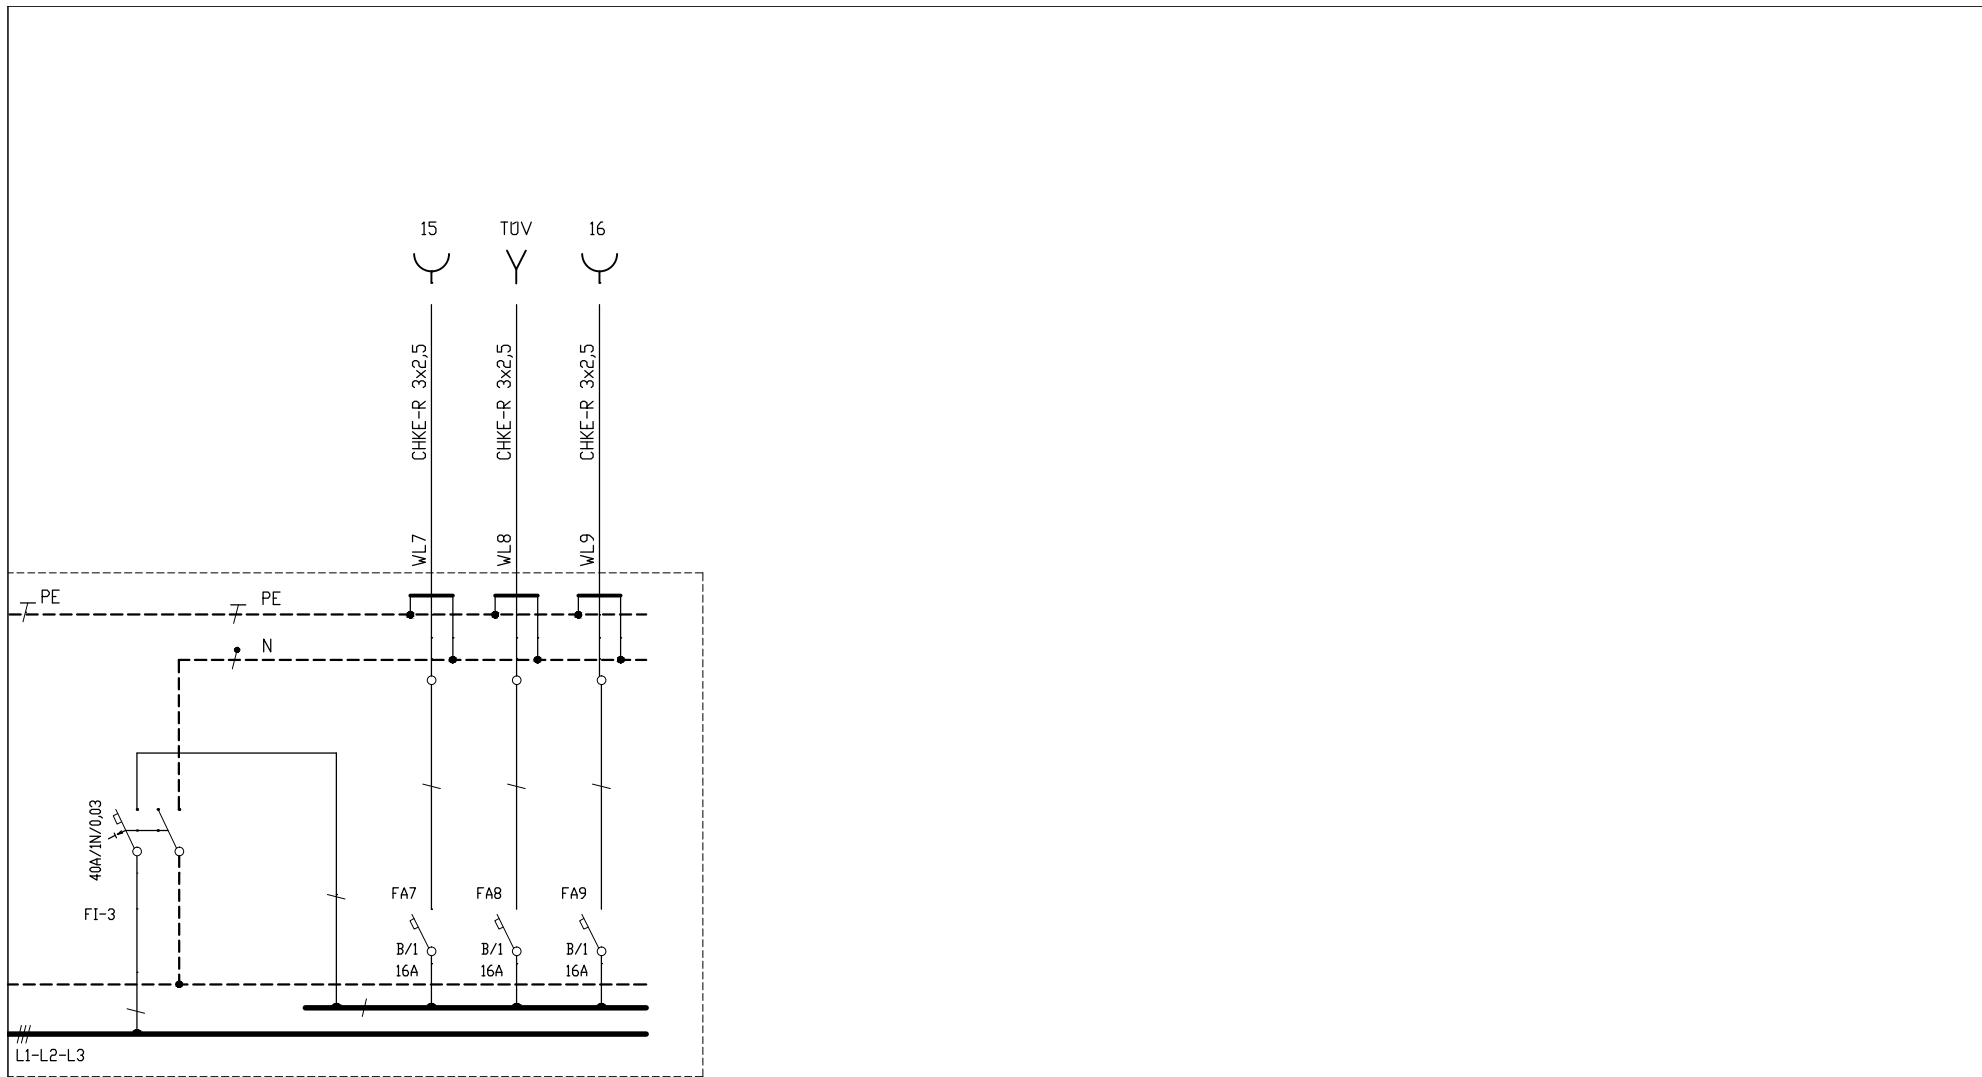 15 TÜV 16
CHKE-R 3x2,5 CHKE-R 3x2,5 CHKE-R 3x2,5
WL7 WL8 WL9
PE PE
N
40A/1N/0,03
FA7 FA8 FA9
FI-3
B/1 B/1 B/1
16A 16A 16A
L1-L2-L3